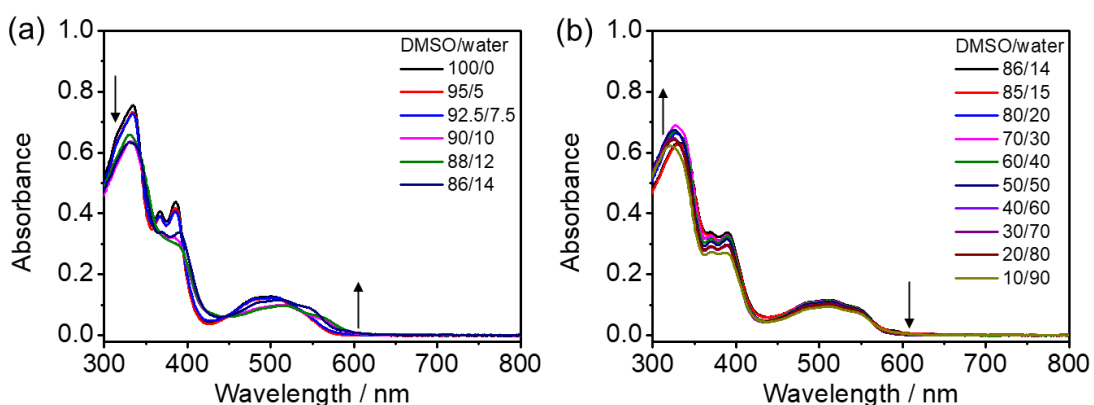 (a)
DMSO/water
100/0
95/5
92.5/7.5
90/10
88/12
86/14
1.0
0.8
0.6
0.4
0.2
0.0
Absorbance
300 400 500 600 700 800
Wavelength / nm
(b)
DMSO/water
86/14
85/15
80/20
70/30
60/40
50/50
40/60
30/70
20/80
10/90
1.0
0.8
0.6
0.4
0.2
0.0
Absorbance
300 400 500 600 700 800
Wavelength / nm